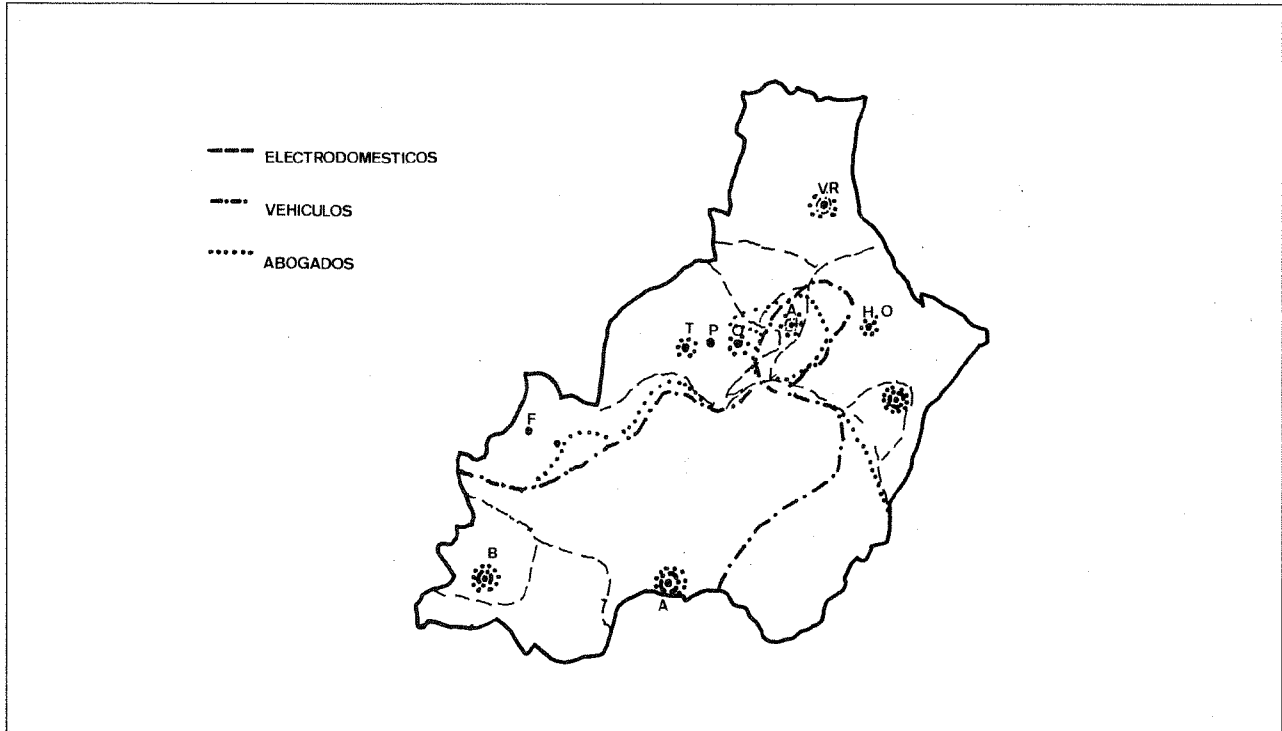 ELECTRODOMESTICOS
VEHICULOS
ABOGADOS
V.R
A.
H. O
T P O
F
B
A